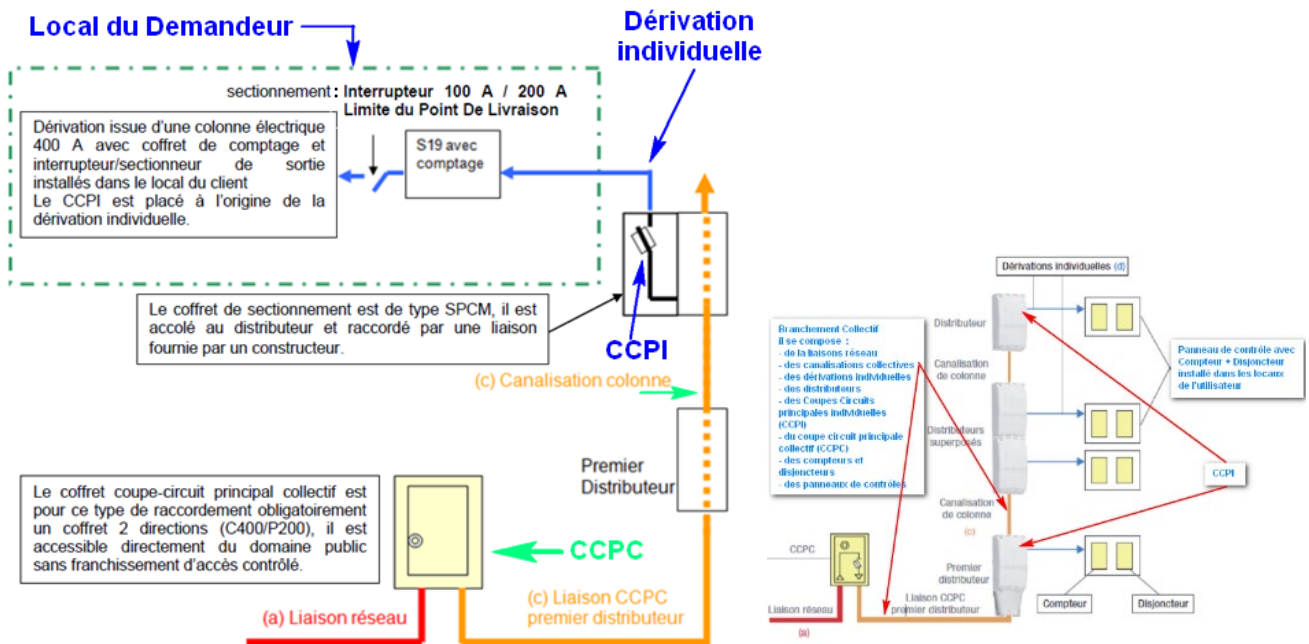 Local du Demandeur
Dérivation
individuelle
sectionnement : Interrupteur 100 A / 200 A
Limite du Point De Livraison
Dérivation issue d'une colonne électrique
400 A avec coffret de comptage et
interrupteur/sectionneur de sortie
installés dans le local du client
Le CCPI est placé à l'origine de la
dérivation individuelle.
S19 avec
comptage
Le coffret de sectionnement est de type SPCM, il est
accolé au distributeur et raccordé par une liaison
fournie par un constructeur.
CCPI
(c) Canalisation colonne
Premier
Distributeur
Le coffret coupe-circuit principal collectif est
pour ce type de raccordement obligatoirement
un coffret 2 directions (C400/P200), il est
accessible directement du domaine public
sans franchissement d'accès contrôlé.
CCPC
(a) Liaison réseau
(c) Liaison CCPC
premier distributeur
Dérivations individuelles (d)
Branchement Collectif
il se compose :
- de la liaisons réseau
- des canalisations collectives
- des dérivations individuelles
- des distributeurs
- des Coupes Circuits
principales individuelles
(CCPI)
- du coupe circuit principale
collectif (CCPC)
- des compteurs et
disjoncteurs
- des panneaux de contrôles
Distributeur
Canalisation
de colonne
Distributeurs
superposés
Canalisation
de colonne
(c)
Premier
distributeur
Panneau de contrôle avec
Compteur + Disjoncteur
installé dans les locaux
de l'utilisateur
CCPI
CCPC
Liaison réseau
(a)
Liaison CCPC
premier distributeur
Compteur
Disjoncteur